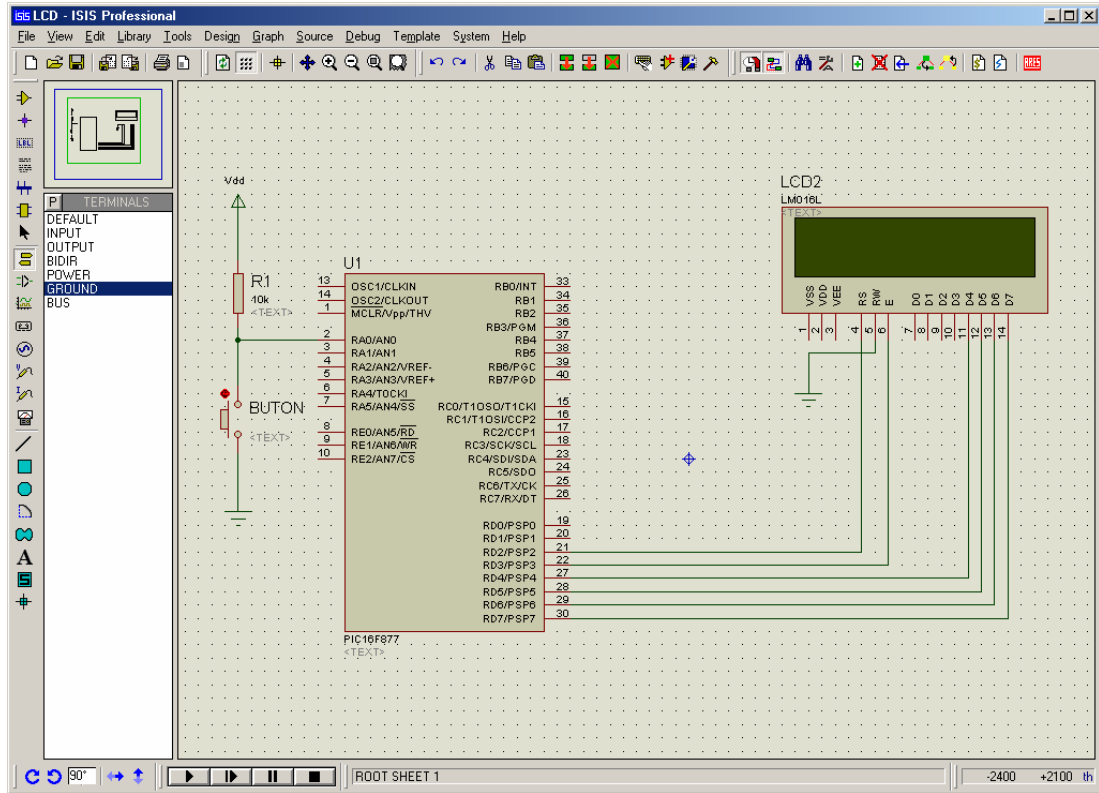 isis LCD - ISIS Professional
File View Edit Library Tools Design Graph Source Debug Template System Help
P TERMINALS
DEFAULT
INPUT
OUTPUT
BIDIR
POWER
GROUND
BUS
LBL
A
S
Vdd
R1
10k
<TEXT>
BUTON
<TEXT>
U1
13 OSC1/CLKIN RB0/INT 33
14 OSC2/CLKOUT RB1 34
1 MCLR/Vpp/THV RB2 35
RB3/PGM 36
2 RA0/AN0 RB4 37
3 RA1/AN1 RB5 38
4 RA2/AN2/VREF- RB6/PGC 39
5 RA3/AN3/VREF+ RB7/PGD 40
6 RA4/T0CKI
7 RA5/AN4/SS RC0/T1OSO/T1CKI 15
RC1/T1OSI/CCP2 16
8 RE0/AN5/RD RC2/CCP1 17
9 RE1/AN6/WR RC3/SCK/SCL 18
10 RE2/AN7/CS RC4/SDI/SDA 23
RC5/SDO 24
RC6/TX/CK 25
RC7/RX/DT 26
RD0/PSP0 19
RD1/PSP1 20
RD2/PSP2 21
RD3/PSP3 22
RD4/PSP4 27
RD5/PSP5 28
RD6/PSP6 29
RD7/PSP7 30
PIC16F877
<TEXT>
LCD2
LM016L
<TEXT>
VSS VDD VEE RS RW E D0 D1 D2 D3 D4 D5 D6 D7
1 2 3 4 5 6 7 8 9 10 11 12 13 14
90° ROOT SHEET 1 -2400 +2100 th